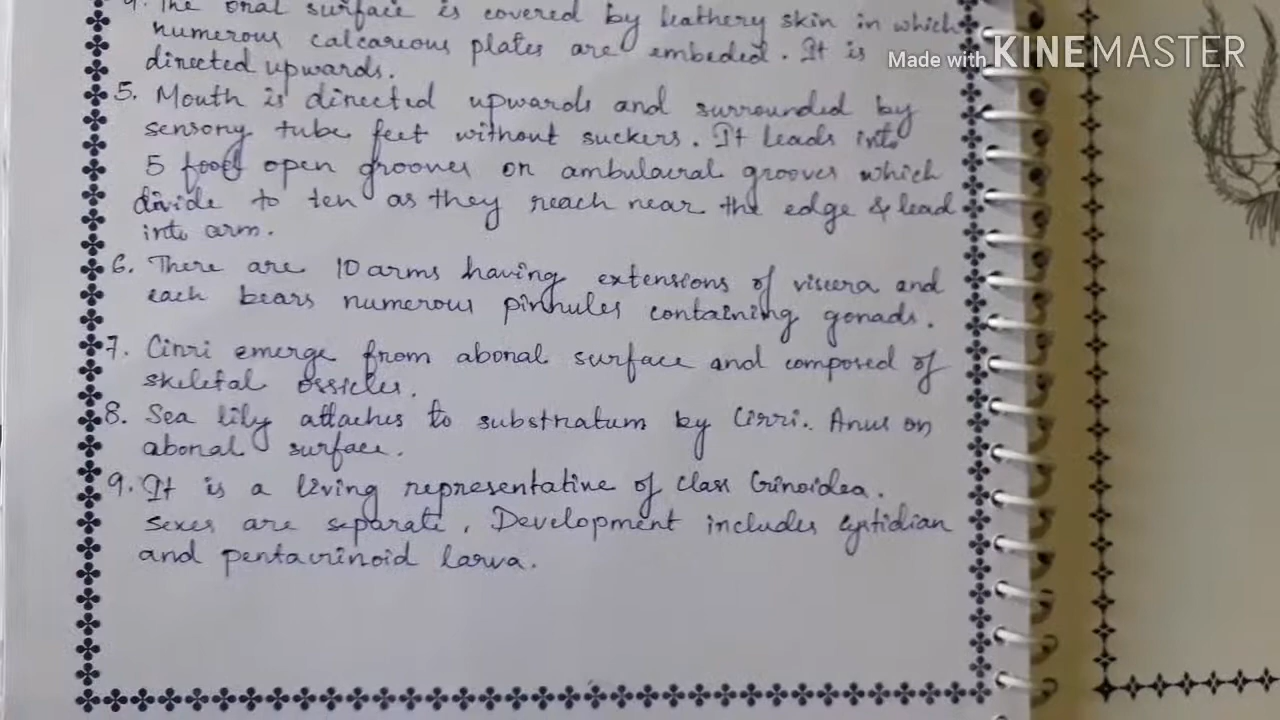 4. The oral surface is covered by leathery skin in which
numerous calcareous plates are embeded. It is
directed upwards.
5. Mouth is directed upwards and surrounded by
sensory tube feet without suckers. It leads into
5 food open grooves or ambulacral grooves which
divide to ten as they reach near the edge & lead
into arm.
6. There are 10 arms having extensions of viscera and
each bears numerous pinnules containing gonads.
7. Cirri emerge from aboral surface and composed of
skeletal ossicles.
8. Sea lily attaches to substratum by Cirri. Anus on
aboral surface.
9. It is a living representative of class Crinoidea.
Sexes are separate. Development includes cystidian
and pentacrinoid larva.
Made with KINEMASTER